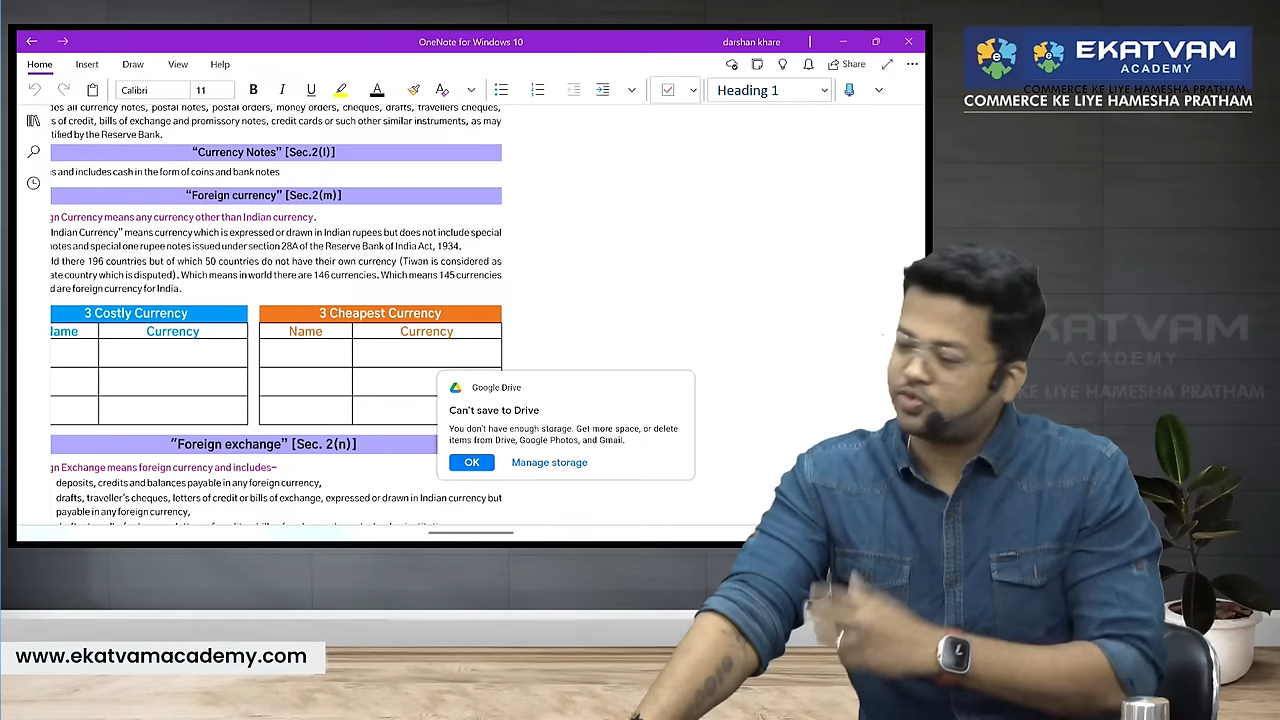 OneNote for Windows 10
darshan khare
Home Insert Draw View Help
Share
Calibri 11 B I U
Heading 1
es all currency notes, postal notes, postal orders, money orders, cheques, drafts, travellers cheques,
s of credit, bills of exchange and promissory notes, credit cards or such other similar instruments, as may
tified by the Reserve Bank.
“Currency Notes” [Sec.2(l)]
s and includes cash in the form of coins and bank notes
“Foreign currency” [Sec.2(m)]
gn Currency means any currency other than Indian currency.
Indian Currency” means currency which is expressed or drawn in Indian rupees but does not include special
notes and special one rupee notes issued under section 28A of the Reserve Bank of India Act, 1934.
ld there 196 countries but of which 50 countries do not have their own currency (Tiwan is considered as
ate country which is disputed). Which means in world there are 146 currencies. Which means 145 currencies
d are foreign currency for India.
3 Costly Currency
Name Currency
3 Cheapest Currency
Name Currency
“Foreign exchange” [Sec. 2(n)]
gn Exchange means foreign currency and includes-
deposits, credits and balances payable in any foreign currency,
drafts, traveller's cheques, letters of credit or bills of exchange, expressed or drawn in Indian currency but
payable in any foreign currency,
Google Drive
Can't save to Drive
You don't have enough storage. Get more space, or delete
items from Drive, Google Photos, and Gmail.
OK Manage storage
EKATVAM
ACADEMY
COMMERCE KE LIYE HAMESHA PRATHAM
COMMERCE KE LIYE HAMESHA PRATHAM
EKATVAM
ACADEMY
KE LIYE HAMESHA PRATHAM
www.ekatvamacademy.com